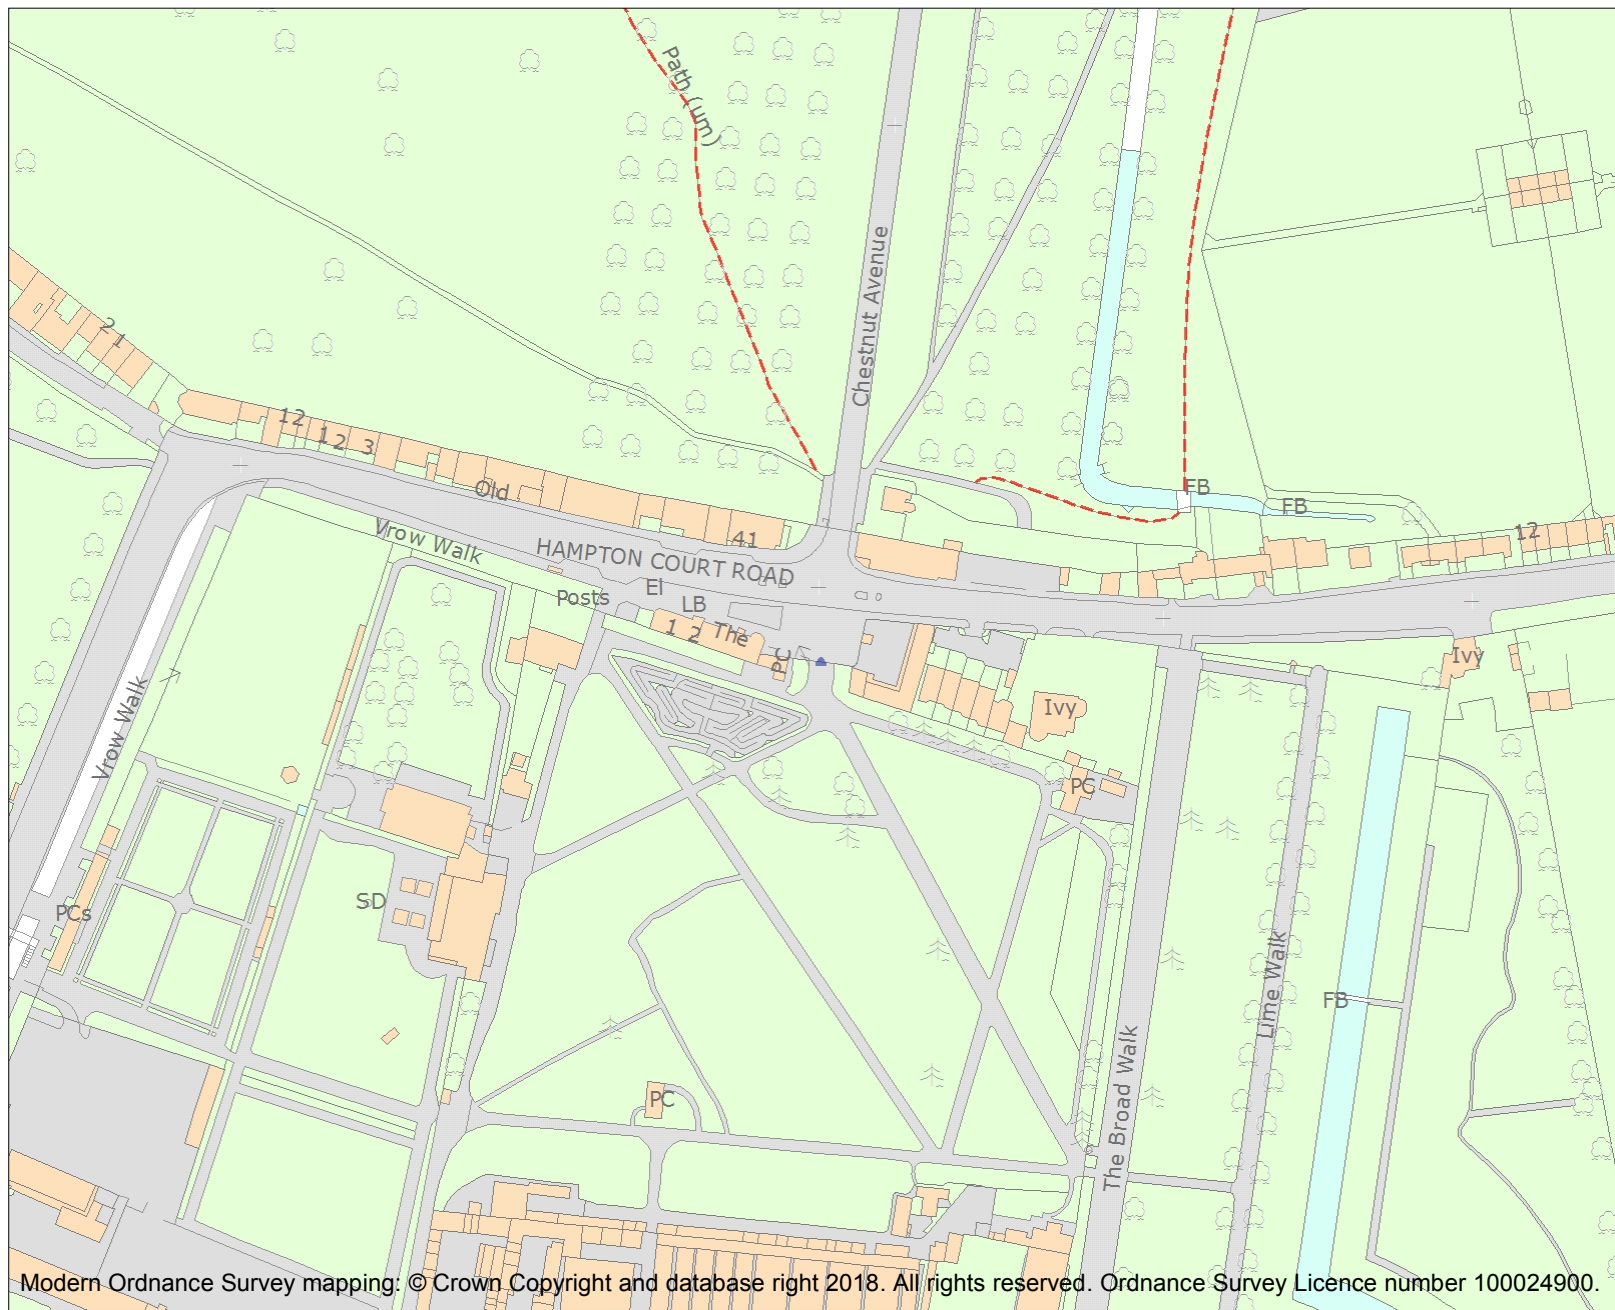 Path (um)
Chestnut Avenue
2 1
12
1 2 3
Old
41
FB
FB
12
Vrow Walk
HAMPTON COURT ROAD
El
Posts
LB
1 2 The
PC
Ivy
Ivy
Vrow Walk
PC
SD
PCs
Lime Walk
FB
The Broad Walk
PC
Modern Ordnance Survey mapping: © Crown Copyright and database right 2018. All rights reserved. Ordnance Survey Licence number 100024900.